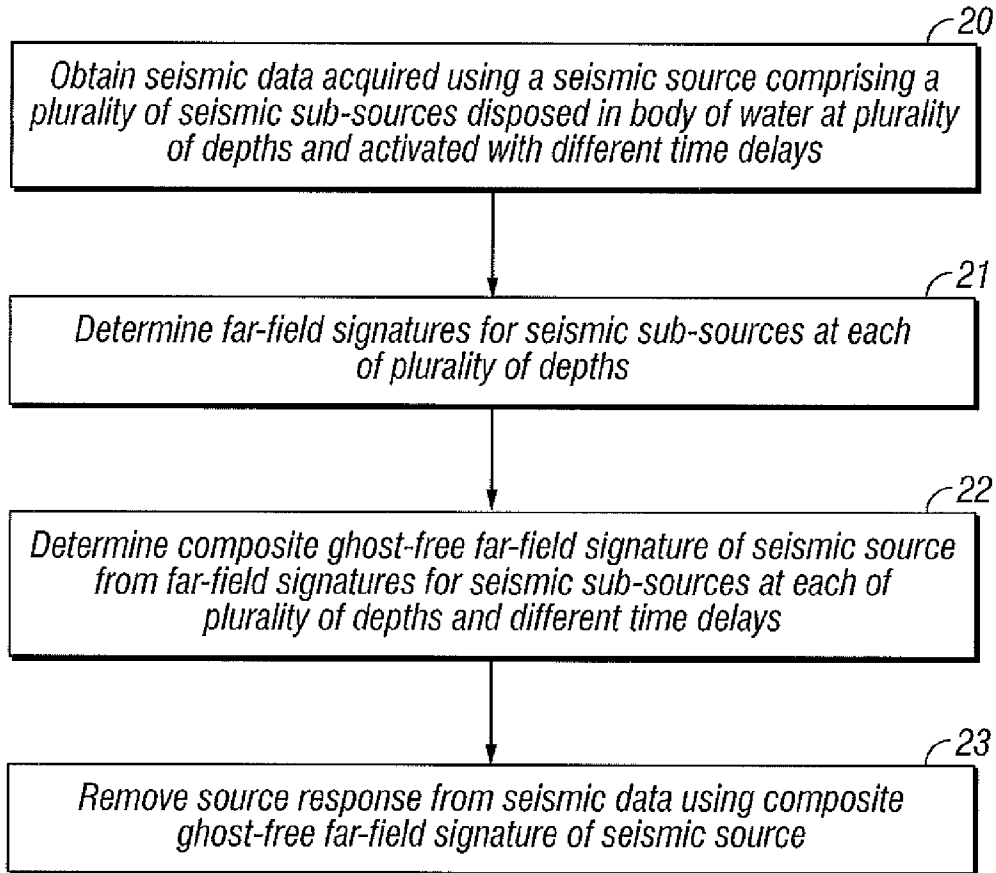 20
Obtain seismic data acquired using a seismic source comprising a
plurality of seismic sub-sources disposed in body of water at plurality
of depths and activated with different time delays
21
Determine far-field signatures for seismic sub-sources at each
of plurality of depths
22
Determine composite ghost-free far-field signature of seismic source
from far-field signatures for seismic sub-sources at each of
plurality of depths and different time delays
23
Remove source response from seismic data using composite
ghost-free far-field signature of seismic source